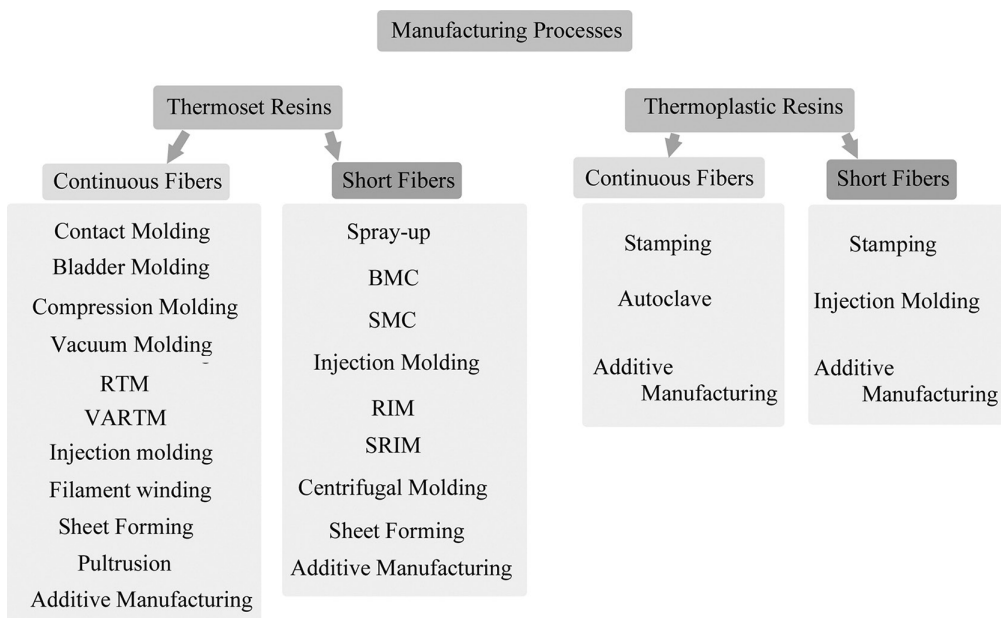 Manufacturing Processes
Thermoset Resins
Continuous Fibers
Contact Molding
Bladder Molding
Compression Molding
Vacuum Molding
RTM
VARTM
Injection molding
Filament winding
Sheet Forming
Pultrusion
Additive Manufacturing
Short Fibers
Spray-up
BMC
SMC
Injection Molding
RIM
SRIM
Centrifugal Molding
Sheet Forming
Additive Manufacturing
Thermoplastic Resins
Continuous Fibers
Stamping
Autoclave
Additive
Manufacturing
Short Fibers
Stamping
Injection Molding
Additive
Manufacturing